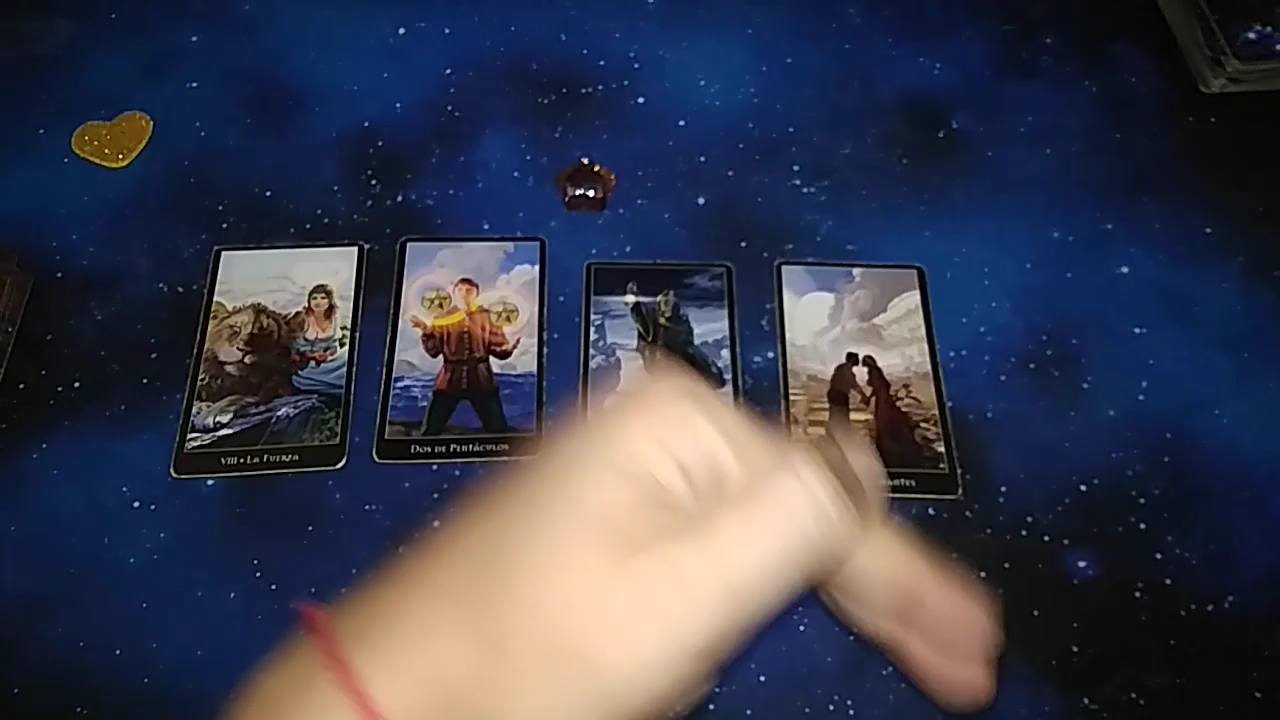 VIII • La Fuerza
Dos de Pentáculos